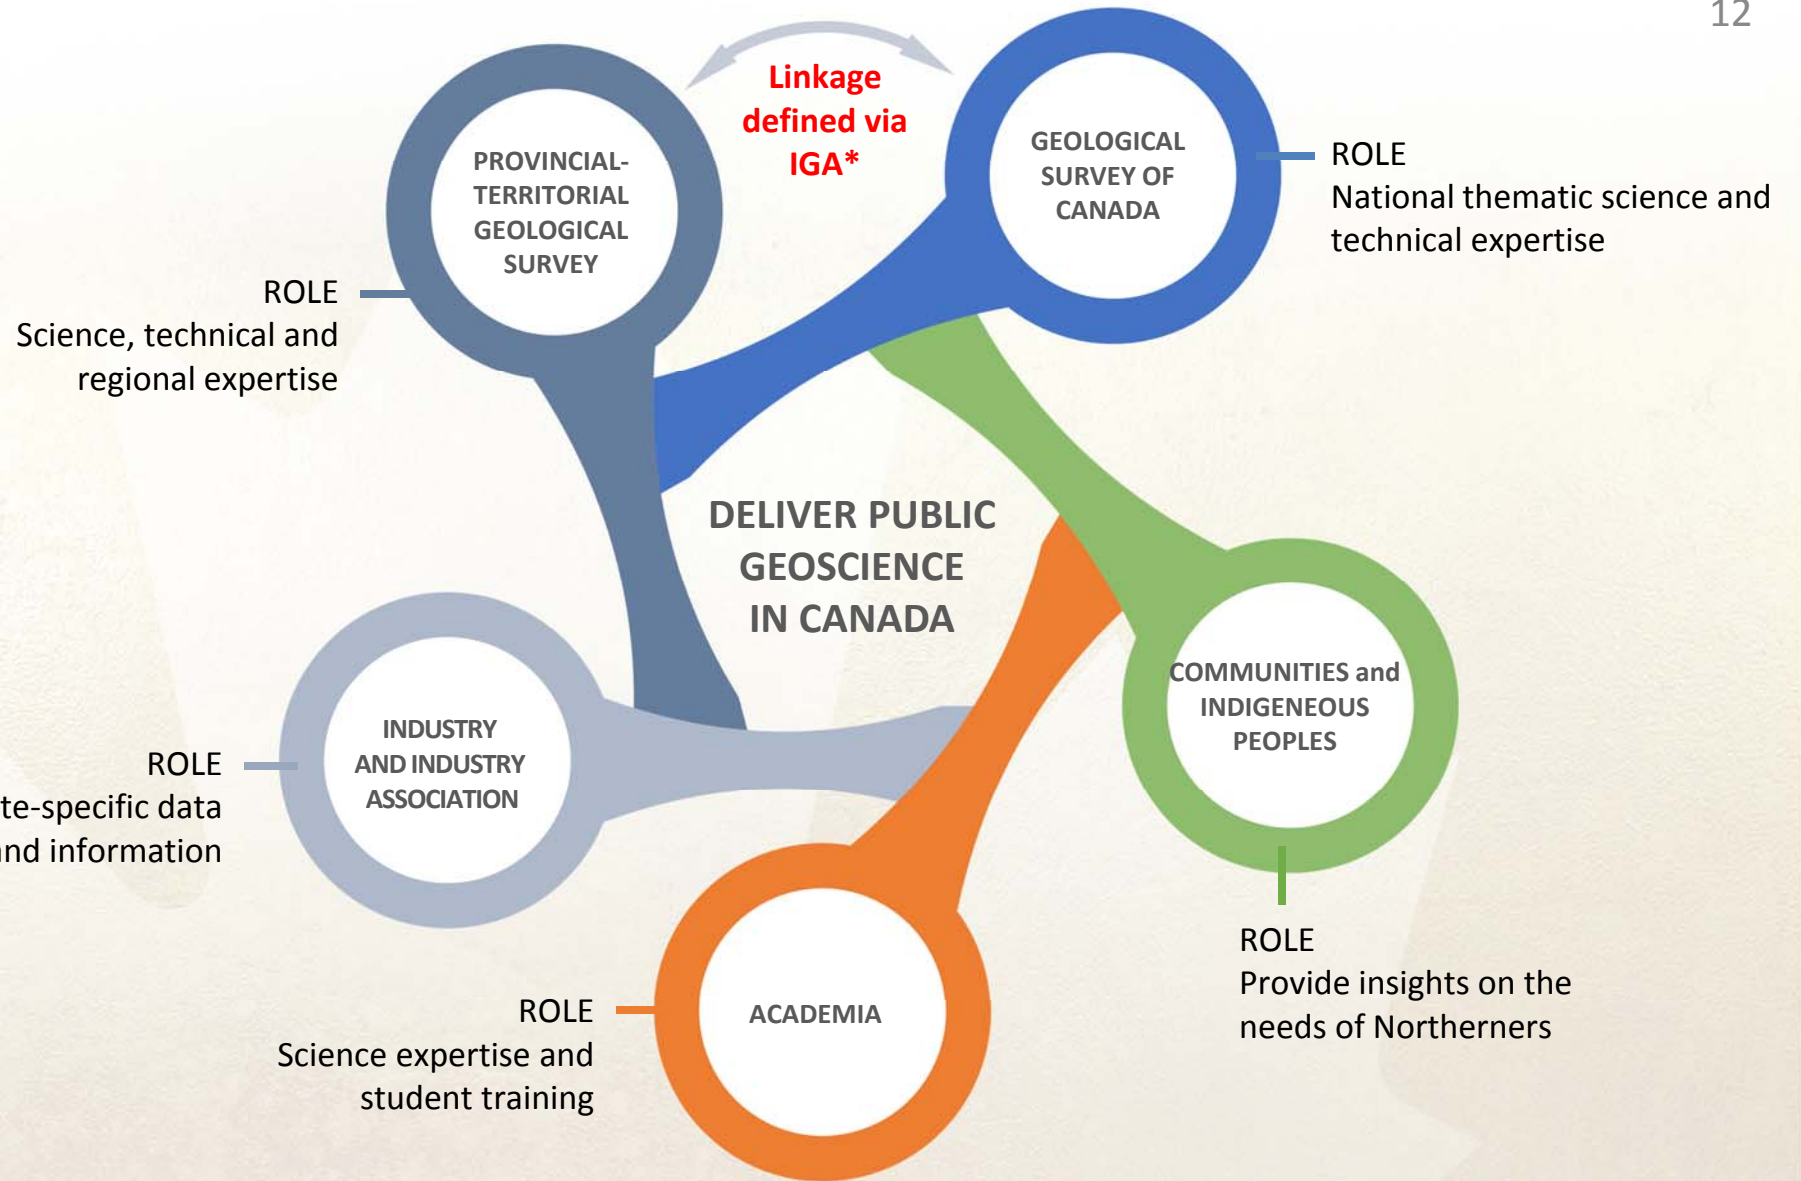 12
Linkage
defined via
IGA*
PROVINCIAL-
TERRITORIAL
GEOLOGICAL
SURVEY
GEOLOGICAL
SURVEY OF
CANADA
ROLE
National thematic science and
technical expertise
ROLE
Science, technical and
regional expertise
DELIVER PUBLIC
GEOSCIENCE
IN CANADA
COMMUNITIES and
INDIGENEOUS
PEOPLES
INDUSTRY
AND INDUSTRY
ASSOCIATION
ROLE
te-specific data
and information
ROLE
Provide insights on the
needs of Northerners
ACADEMIA
ROLE
Science expertise and
student training